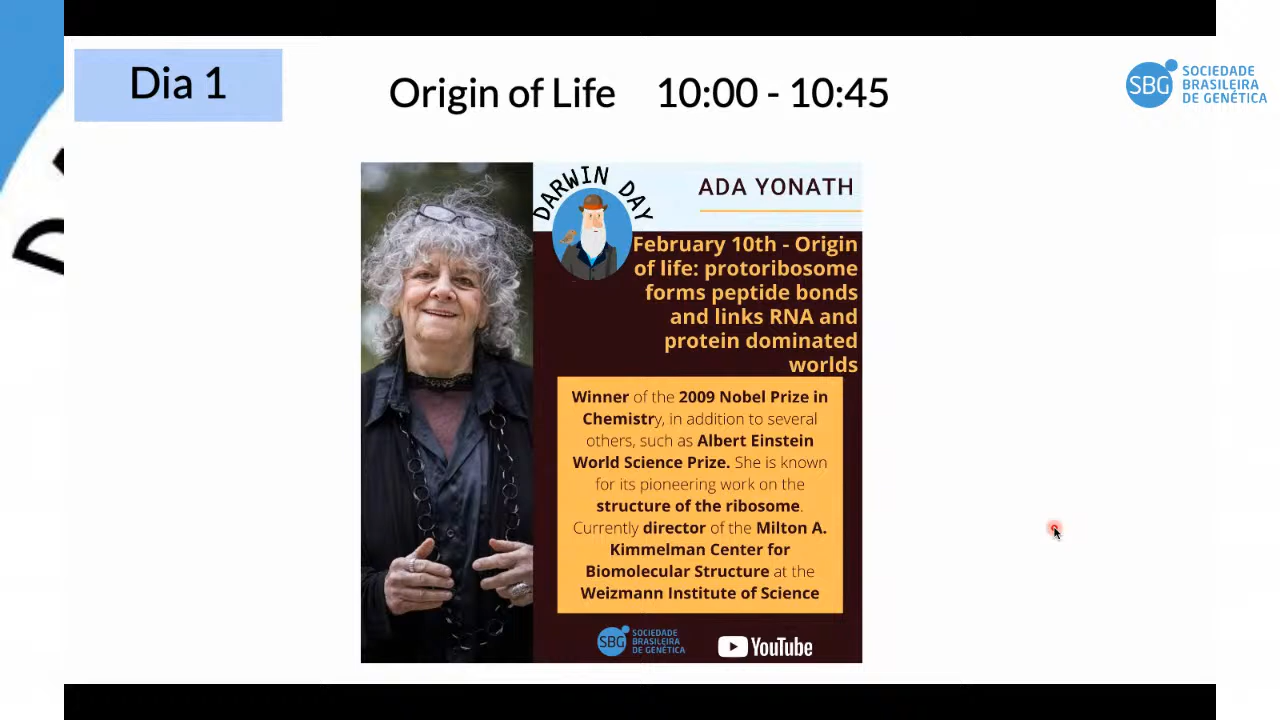 Dia 1
Origin of Life 10:00 - 10:45
SBG
SOCIEDADE
BRASILEIRA
DE GENÉTICA
D
DARWIN DAY
ADA YONATH
February 10th - Origin
of life: protoribosome
forms peptide bonds
and links RNA and
protein dominated
worlds
Winner of the 2009 Nobel Prize in
Chemistry, in addition to several
others, such as Albert Einstein
World Science Prize. She is known
for its pioneering work on the
structure of the ribosome.
Currently director of the Milton A.
Kimmelman Center for
Biomolecular Structure at the
Weizmann Institute of Science
SBG
SOCIEDADE
BRASILEIRA
DE GENÉTICA
YouTube